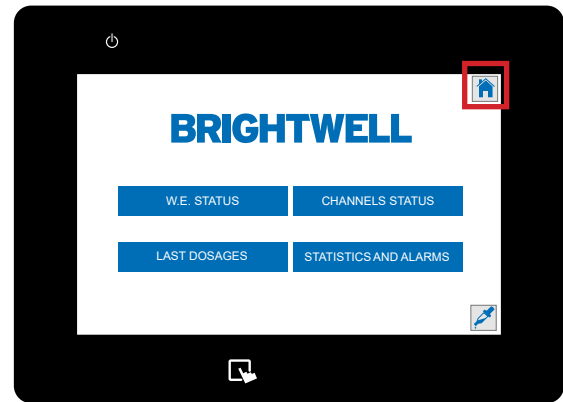 BRIGHTWELL
W.E. STATUS
CHANNELS STATUS
LAST DOSAGES
STATISTICS AND ALARMS